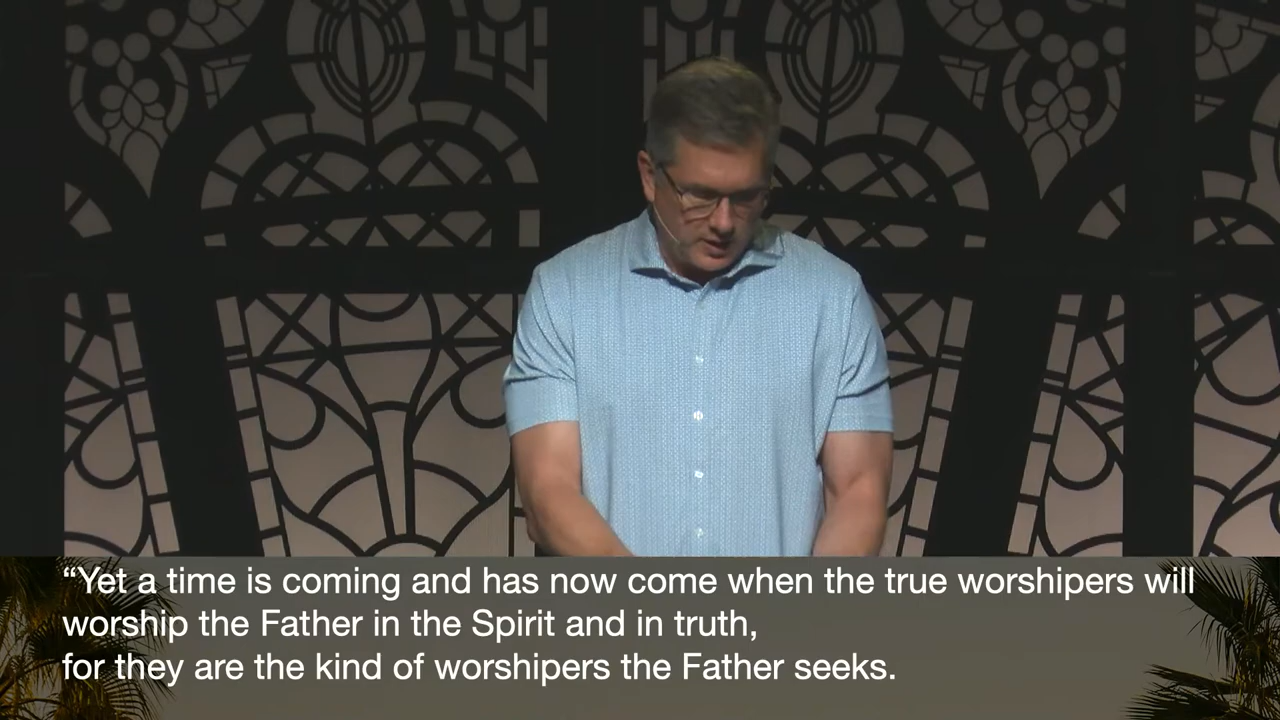 “Yet a time is coming and has now come when the true worshipers will
worship the Father in the Spirit and in truth,
for they are the kind of worshipers the Father seeks.